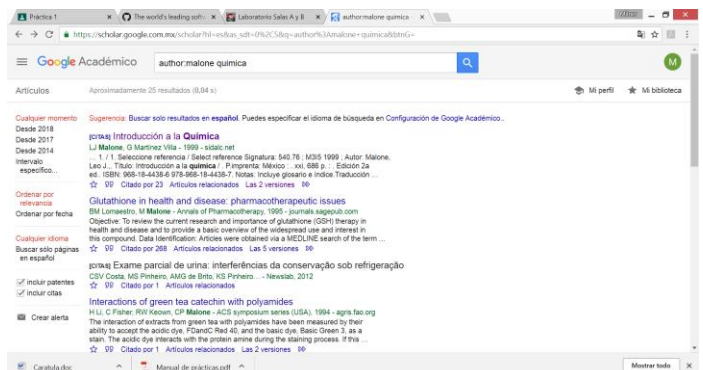 Práctica 1
The world's leading softw
Laboratorio Salas A y B
author:malone quimica
https://scholar.google.com.mx/scholar?hl=es&as_sdt=0%2C5&q=author%3Amalone+quimica&btnG=
Google Académico
author:malone quimica
M
Artículos
Aproximadamente 25 resultados (0,04 s)
Mi perfil
Mi biblioteca
Cualquier momento
Desde 2018
Desde 2017
Desde 2014
Intervalo
específico...
Ordenar por
relevancia
Ordenar por fecha
Cualquier idioma
Buscar sólo páginas
en español
incluir patentes
incluir citas
Crear alerta
Sugerencia: Buscar solo resultados en español. Puedes especificar el idioma de búsqueda en Configuración de Google Académico..
[CITAS] Introducción a la Química
LJ Malone, G Martínez Villa - 1999 - sidalc.net
... 1. / 1. Seleccione referencia / Select reference Signatura: 540.76 ; M3I5 1999 ; Autor: Malone,
Leo J.,. Título: Introducción a la química / . P.imprenta: México : . xxi, 686 p. : . Edición 2a
ed.. ISBN: 968-18-4438-6 978-968-18-4438-7. Notas: Incluye glosario e índice.Traducción ...
Citado por 23 Artículos relacionados Las 2 versiones
Glutathione in health and disease: pharmacotherapeutic issues
BM Lomaestro, M Malone - Annals of Pharmacotherapy, 1995 - journals.sagepub.com
Objective: To review the current research and importance of glutathione (GSH) therapy in
health and disease and to provide a basic overview of the widespread use and interest in
this compound. Data Identification: Articles were obtained via a MEDLINE search of the term ...
Citado por 268 Artículos relacionados Las 5 versiones
[CITAS] Exame parcial de urina: interferências da conservação sob refrigeração
CSV Costa, MS Pinheiro, AMG de Brito, KS Pinheiro... - Newslab, 2012
Citado por 1 Artículos relacionados
Interactions of green tea catechin with polyamides
H Li, C Fisher, RW Keown, CP Malone - ACS symposium series (USA), 1994 - agris.fao.org
The interaction of extracts from green tea with polyamides have been measured by their
ability to accept the acidic dye, FDandC Red 40, and the basic dye, Basic Green 3, as a
stain. The acidic dye interacts with the protein amine during the staining process. If this ...
Citado por 1 Artículos relacionados Las 2 versiones
Caratula.doc
Manual de prácticas.pdf
Mostrar todo